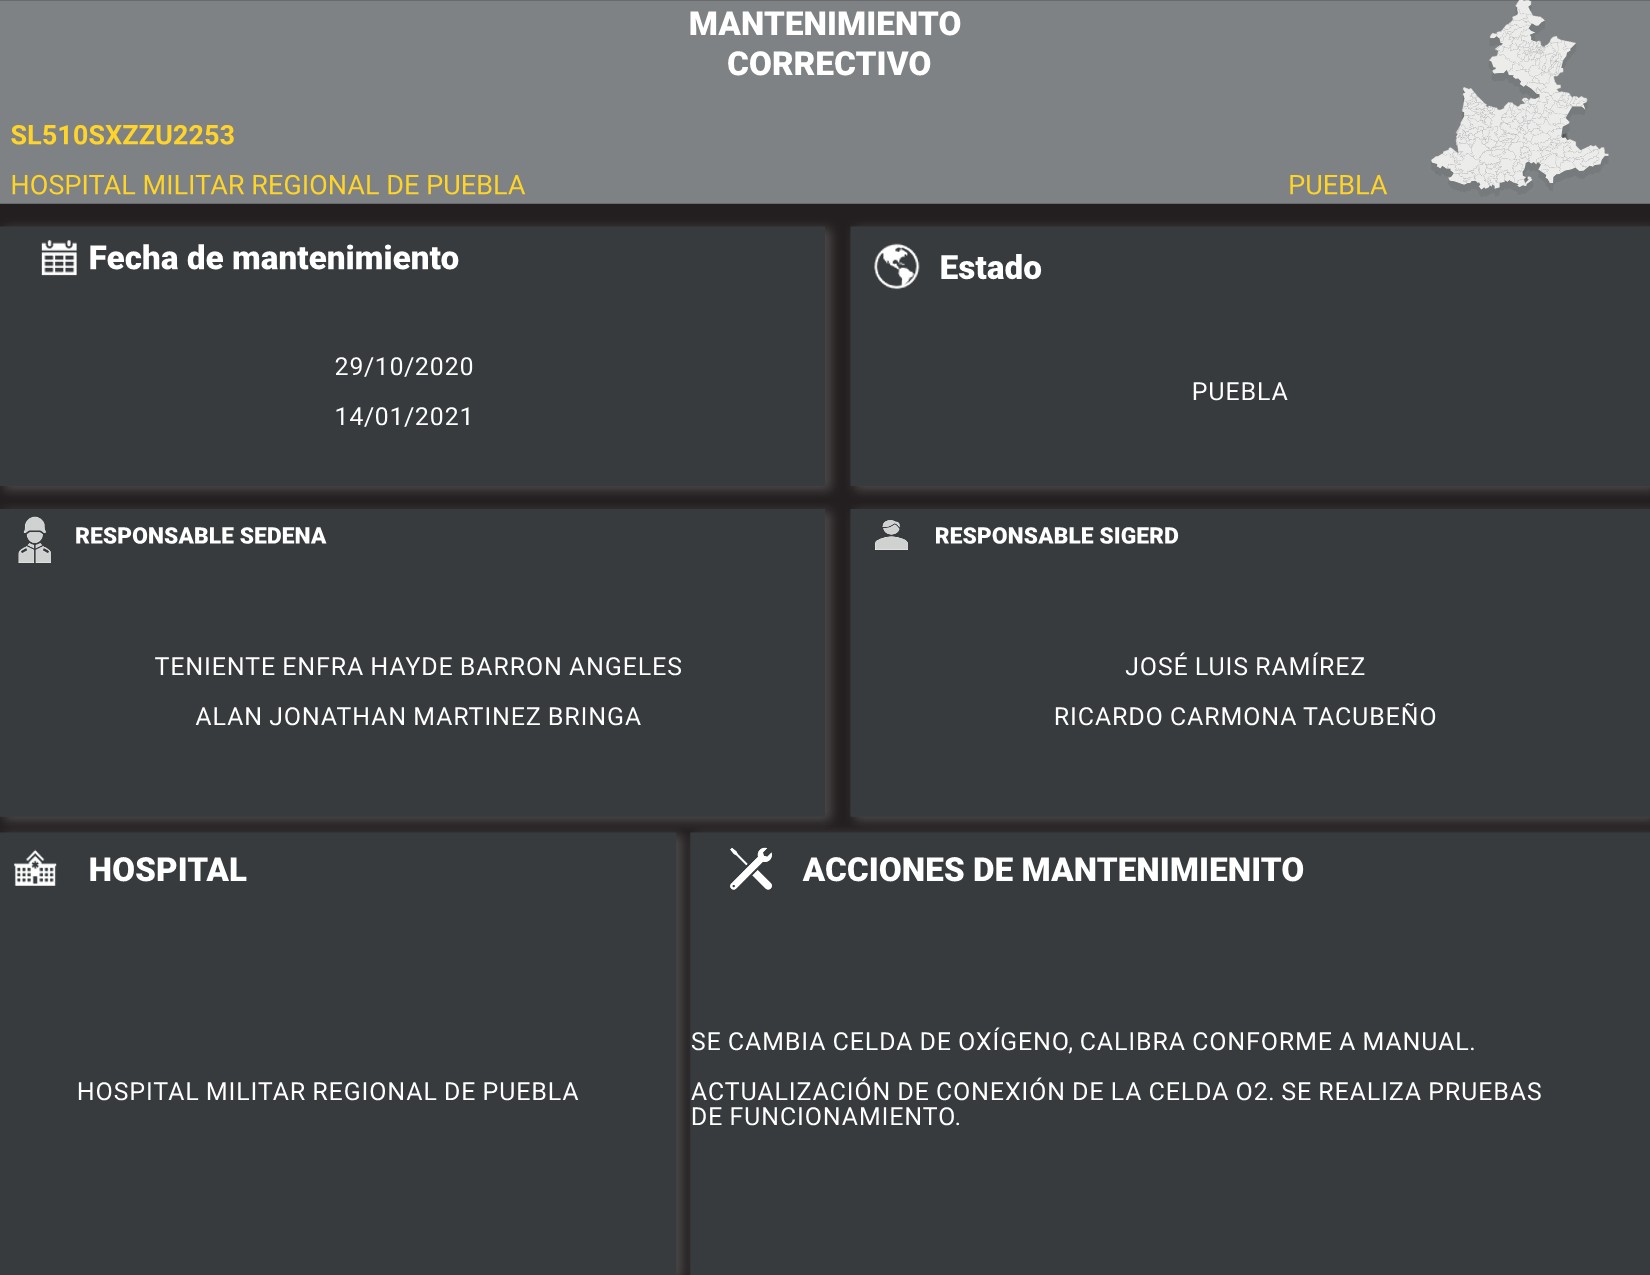 MANTENIMIENTO
CORRECTIVO
SL510SXZZU2253
HOSPITAL MILITAR REGIONAL DE PUEBLA
PUEBLA
Fecha de mantenimiento
29/10/2020
14/01/2021
Estado
PUEBLA
RESPONSABLE SEDENA
TENIENTE ENFRA HAYDE BARRON ANGELES
ALAN JONATHAN MARTINEZ BRINGA
RESPONSABLE SIGERD
JOSÉ LUIS RAMÍREZ
RICARDO CARMONA TACUBEÑO
HOSPITAL
HOSPITAL MILITAR REGIONAL DE PUEBLA
ACCIONES DE MANTENIMIENITO
SE CAMBIA CELDA DE OXÍGENO, CALIBRA CONFORME A MANUAL.
ACTUALIZACIÓN DE CONEXIÓN DE LA CELDA O2. SE REALIZA PRUEBAS
DE FUNCIONAMIENTO.